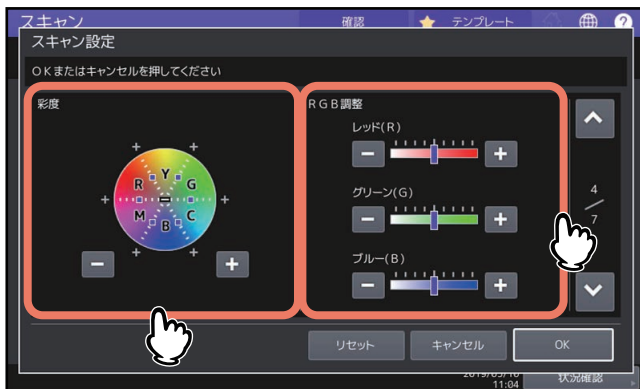 スキャン
確認
テンプレート
?
スキャン設定
OKまたはキャンセルを押してください
彩度
RGB調整
R
Y
G
M
B
C
レッド(R)
グリーン(G)
ブルー(B)
4
7
リセット
キャンセル
OK
11:04
状況確認